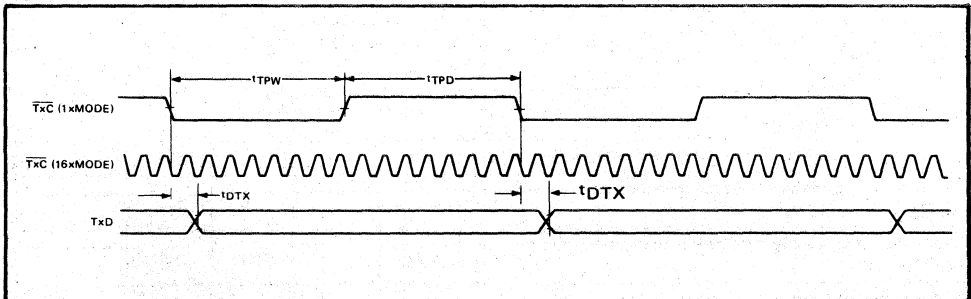 tTPW tTPD
TxC (1xMODE)
TxC (16xMODE)
tDTX tDTX
TxD